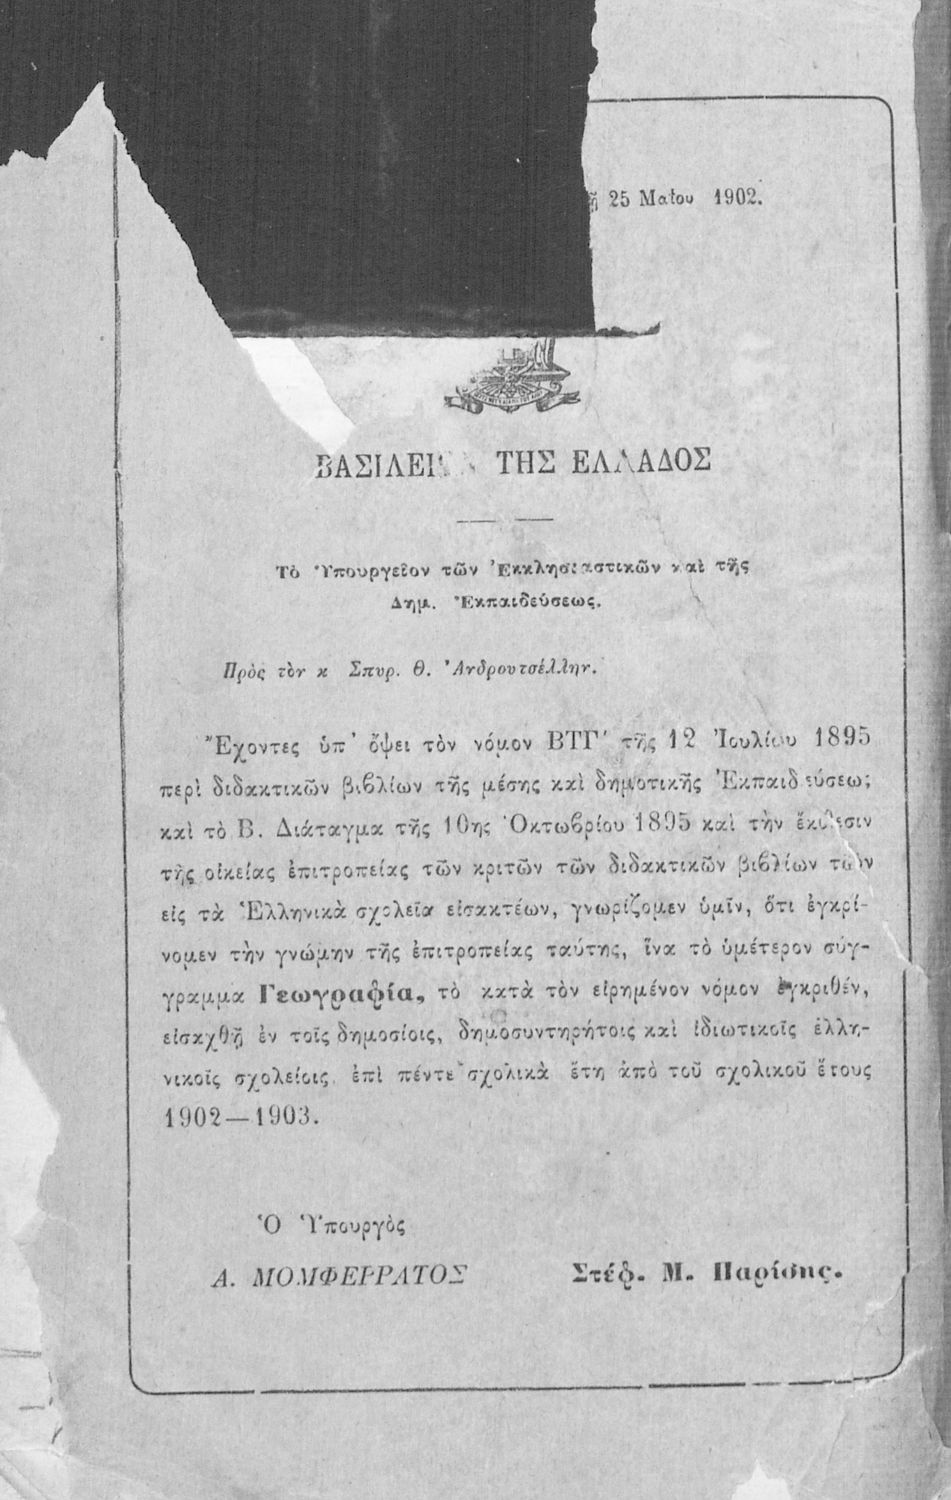 25 Μαΐου 1902.
ΒΑΣΙΛΕΙ ΤΗΣ ΕΛΛΑΔΟΣ
Τὸ Ὑπουργεῖον τῶν Ἐκκλησιαστικῶν καὶ τῆς
Δημ. Ἐκπαιδεύσεως.
Πρὸς τὸν κ Σπυρ. Θ. Ἀνδρουτσέλλην.
Ἔχοντες ὑπ' ὄψει τὸν νόμον ΒΤΓ' τῆς 12 Ἰουλίου 1895
περὶ διδακτικῶν βιβλίων τῆς μέσης καὶ δημοτικῆς Ἐκπαιδεύσεως
καὶ τὸ Β. Διάταγμα τῆς 10ης Ὀκτωβρίου 1895 καὶ τὴν ἔκθεσιν
τῆς οἰκείας ἐπιτροπείας τῶν κριτῶν τῶν διδακτικῶν βιβλίων τῶν
εἰς τὰ Ἑλληνικὰ σχολεῖα εἰσακτέων, γνωρίζομεν ὑμῖν, ὅτι ἐγκρί-
νομεν τὴν γνώμην τῆς ἐπιτροπείας ταύτης, ἵνα τὸ ὑμέτερον σύγ-
γραμμα Γεωγραφία, τὸ κατὰ τὸν εἰρημένον νόμον ἐγκριθέν,
εἰσαχθῇ ἐν τοῖς δημοσίοις, δημοσυντηρήτοις καὶ ἰδιωτικοῖς ἑλλη-
νικοῖς σχολείοις ἐπὶ πέντε σχολικὰ ἔτη ἀπὸ τοῦ σχολικοῦ ἔτους
1902—1903.
Ὁ Ὑπουργὸς
Α. ΜΟΜΦΕΡΡΑΤΟΣ Στέφ. Μ. Παρίσης.